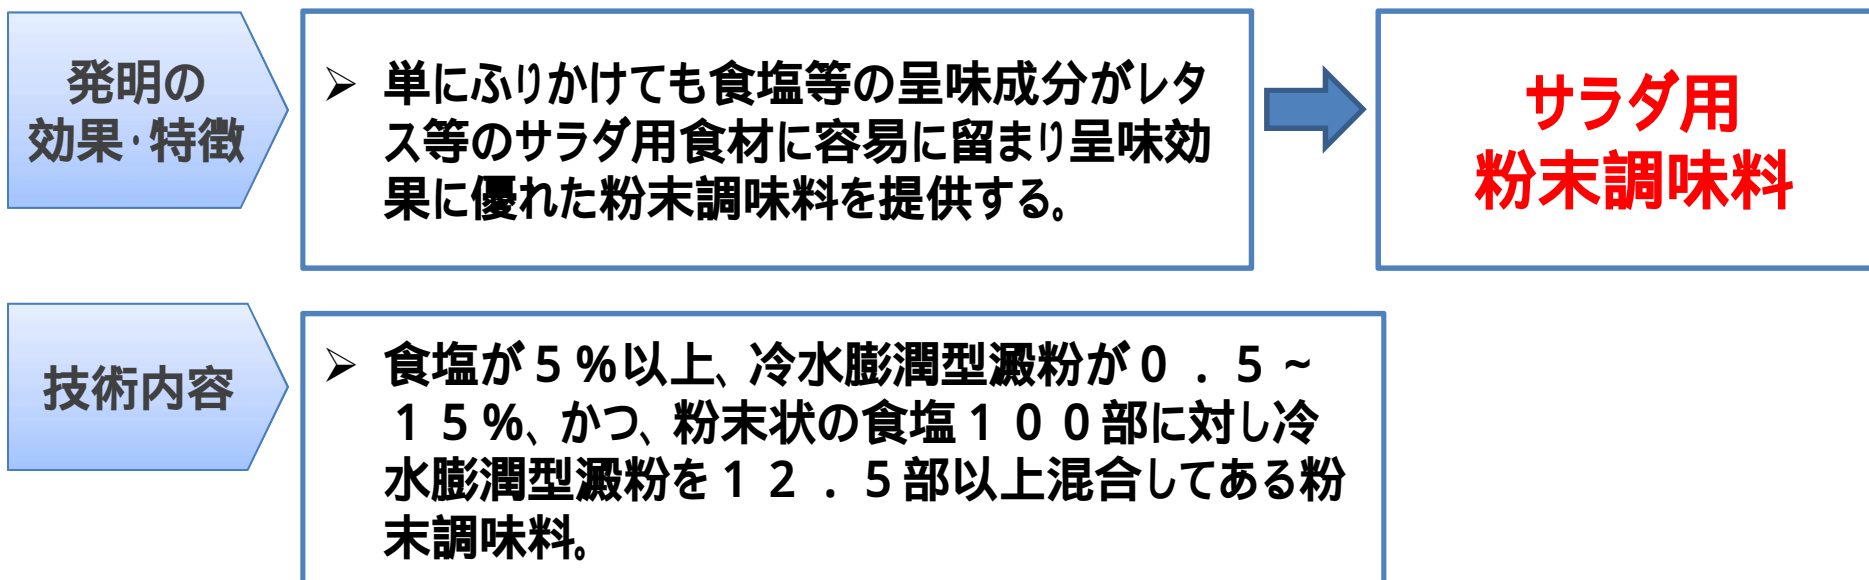 発明の
効果・特徴
➢ 単にふりかけても食塩等の呈味成分がレタ
ス等のサラダ用食材に容易に留まり呈味効
果に優れた粉末調味料を提供する。
サラダ用
粉末調味料
技術内容
➢ 食塩が５％以上、冷水膨潤型澱粉が０．５～
１５％、かつ、粉末状の食塩１００部に対し冷
水膨潤型澱粉を１２．５部以上混合してある粉
末調味料。